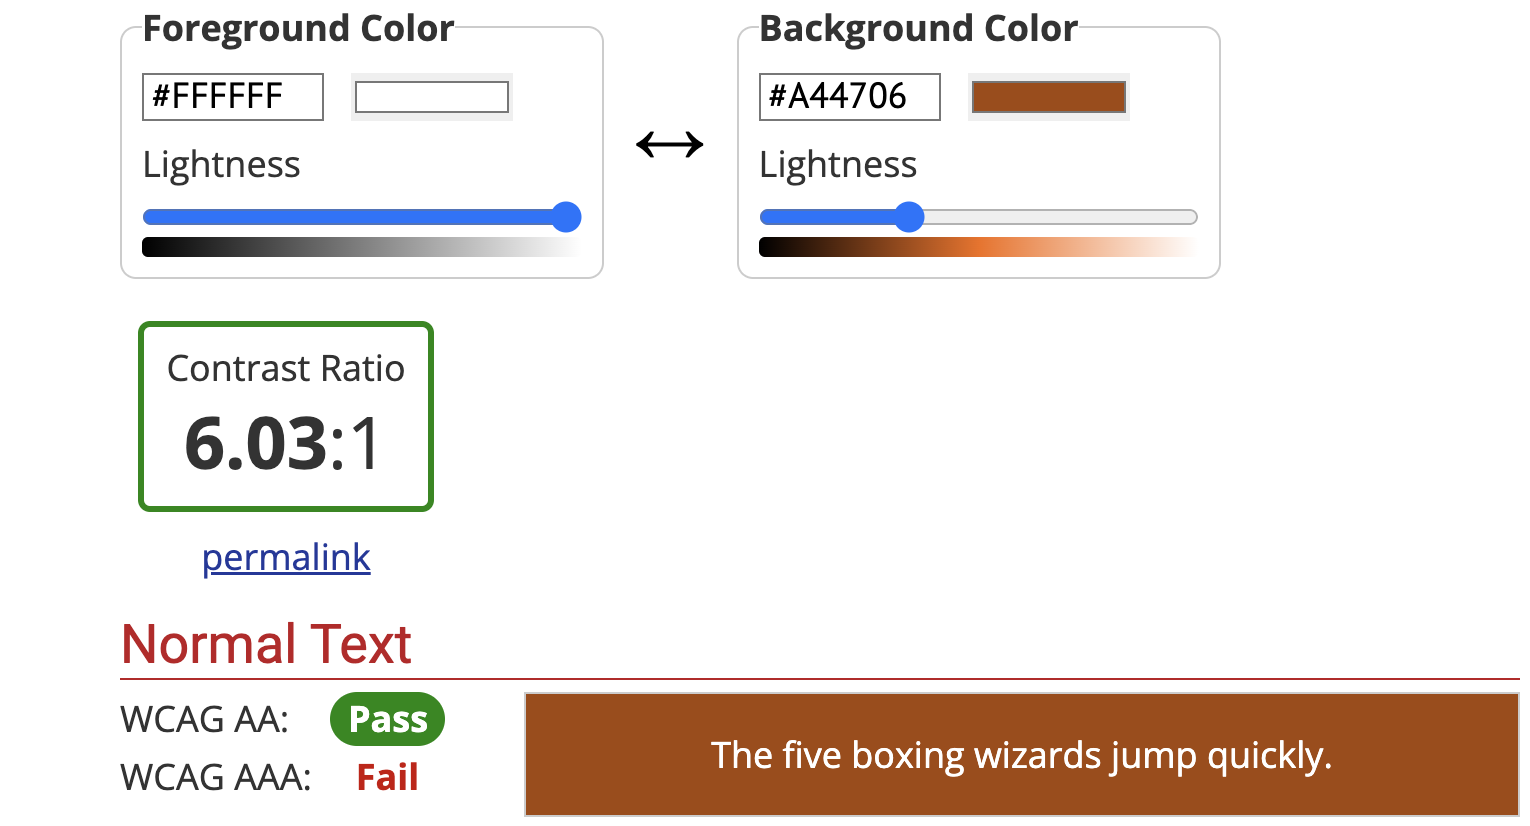 Foreground Color
Background Color
#FFFFFF
#A44706
Lightness
Lightness
Contrast Ratio
6.03:1
permalink
Normal Text
WCAG AA: Pass
WCAG AAA: Fail
The five boxing wizards jump quickly.